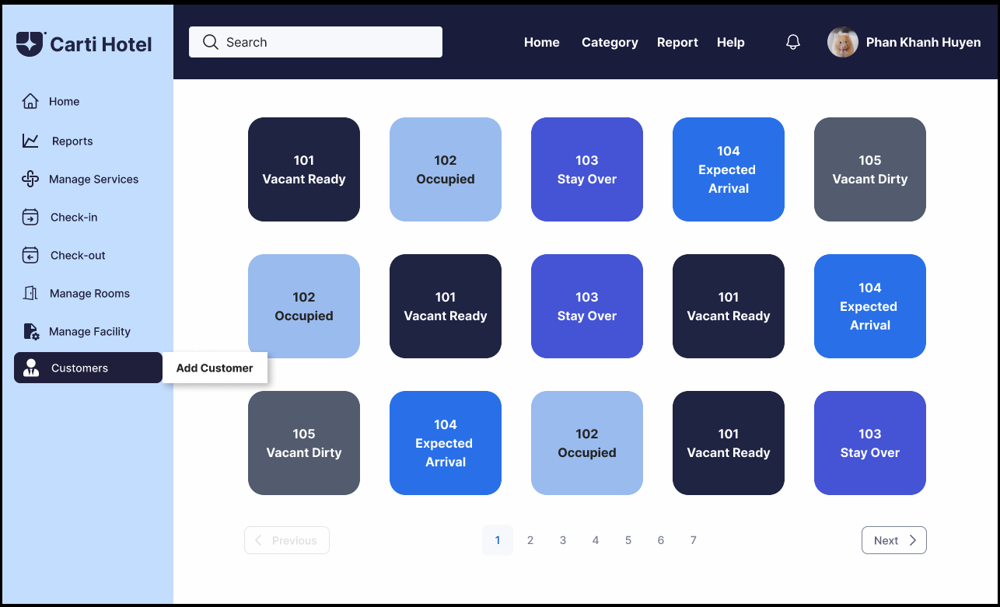 Carti Hotel
Search
Home
Category
Report
Help
Phan Khanh Huyen
Home
Reports
Manage Services
Check-in
Check-out
Manage Rooms
Manage Facility
Customers
Add Customer
101
Vacant Ready
102
Occupied
103
Stay Over
104
Expected
Arrival
105
Vacant Dirty
102
Occupied
101
Vacant Ready
103
Stay Over
101
Vacant Ready
104
Expected
Arrival
105
Vacant Dirty
104
Expected
Arrival
102
Occupied
101
Vacant Ready
103
Stay Over
Previous
1
2
3
4
5
6
7
Next